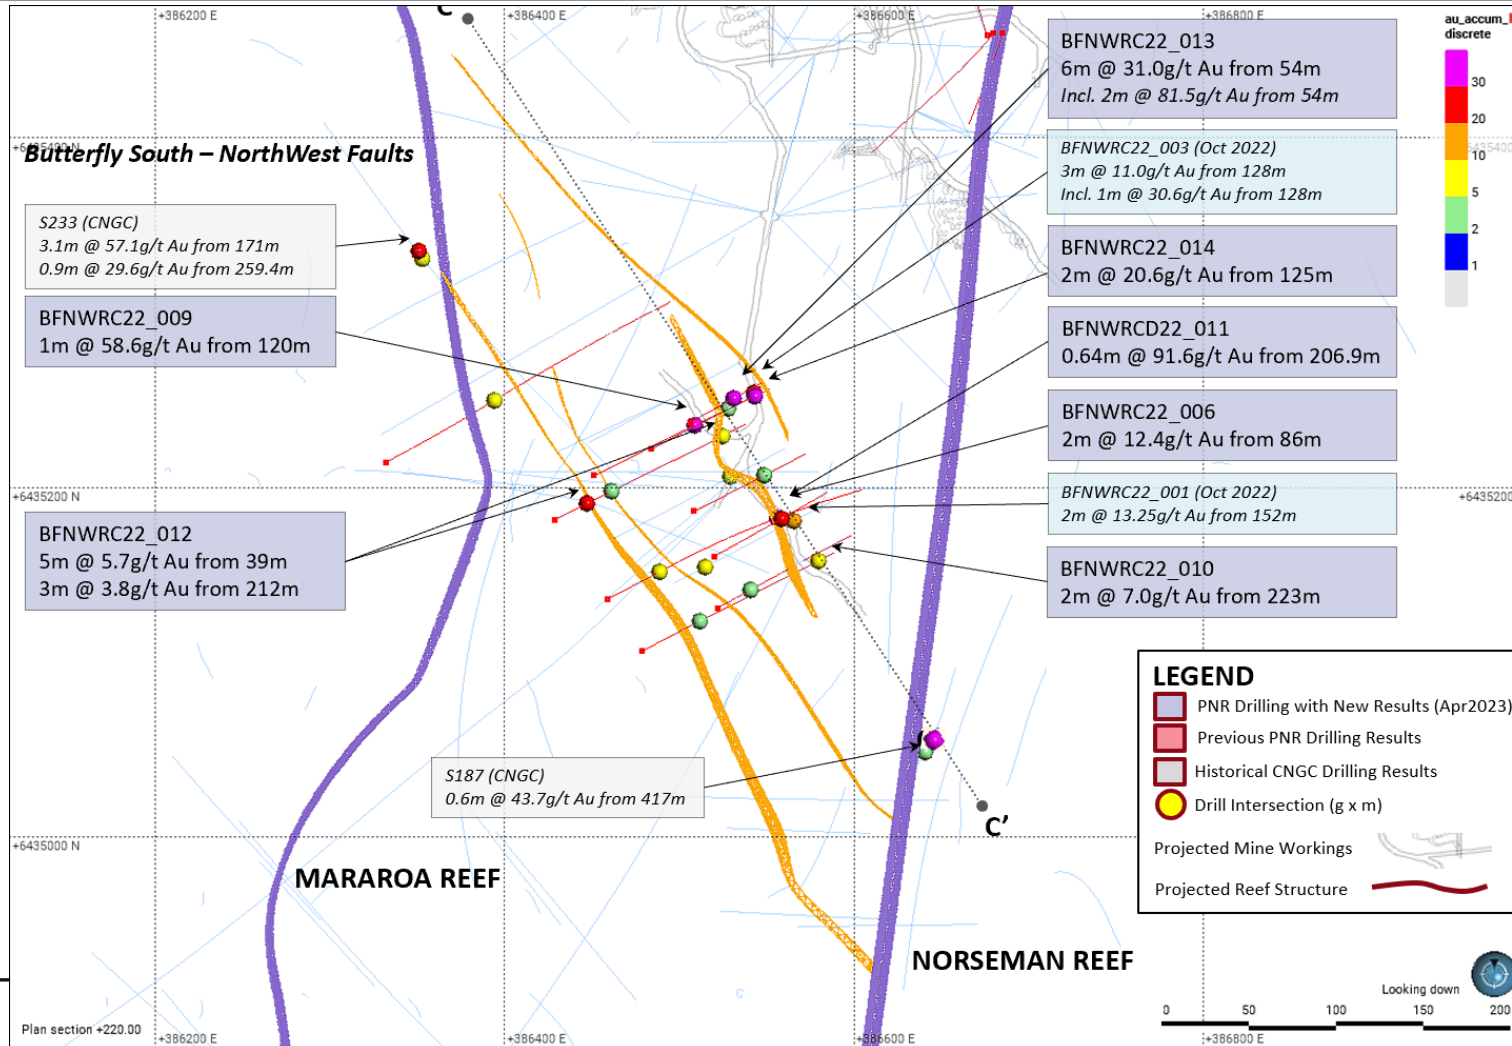 +386200 E
+386400 E
+386600 E
+386800 E
C
au_accum_
discrete
30
20
10
5
2
1
BFNWRC22_013
6m @ 31.0g/t Au from 54m
Incl. 2m @ 81.5g/t Au from 54m
+6435400 N
6435400
Butterfly South – NorthWest Faults
BFNWRC22_003 (Oct 2022)
3m @ 11.0g/t Au from 128m
Incl. 1m @ 30.6g/t Au from 128m
S233 (CNGC)
3.1m @ 57.1g/t Au from 171m
0.9m @ 29.6g/t Au from 259.4m
BFNWRC22_014
2m @ 20.6g/t Au from 125m
BFNWRC22_009
1m @ 58.6g/t Au from 120m
BFNWRCD22_011
0.64m @ 91.6g/t Au from 206.9m
BFNWRC22_006
2m @ 12.4g/t Au from 86m
+6435200 N
+6435200
BFNWRC22_001 (Oct 2022)
2m @ 13.25g/t Au from 152m
BFNWRC22_012
5m @ 5.7g/t Au from 39m
3m @ 3.8g/t Au from 212m
BFNWRC22_010
2m @ 7.0g/t Au from 223m
LEGEND
PNR Drilling with New Results (Apr2023)
Previous PNR Drilling Results
Historical CNGC Drilling Results
Drill Intersection (g x m)
Projected Mine Workings
Projected Reef Structure
S187 (CNGC)
0.6m @ 43.7g/t Au from 417m
C’
+6435000 N
MARAROA REEF
NORSEMAN REEF
Looking down
0 50 100 150 200
Plan section +220.00
+386200 E
+386400 E
+386600 E
+386800 E